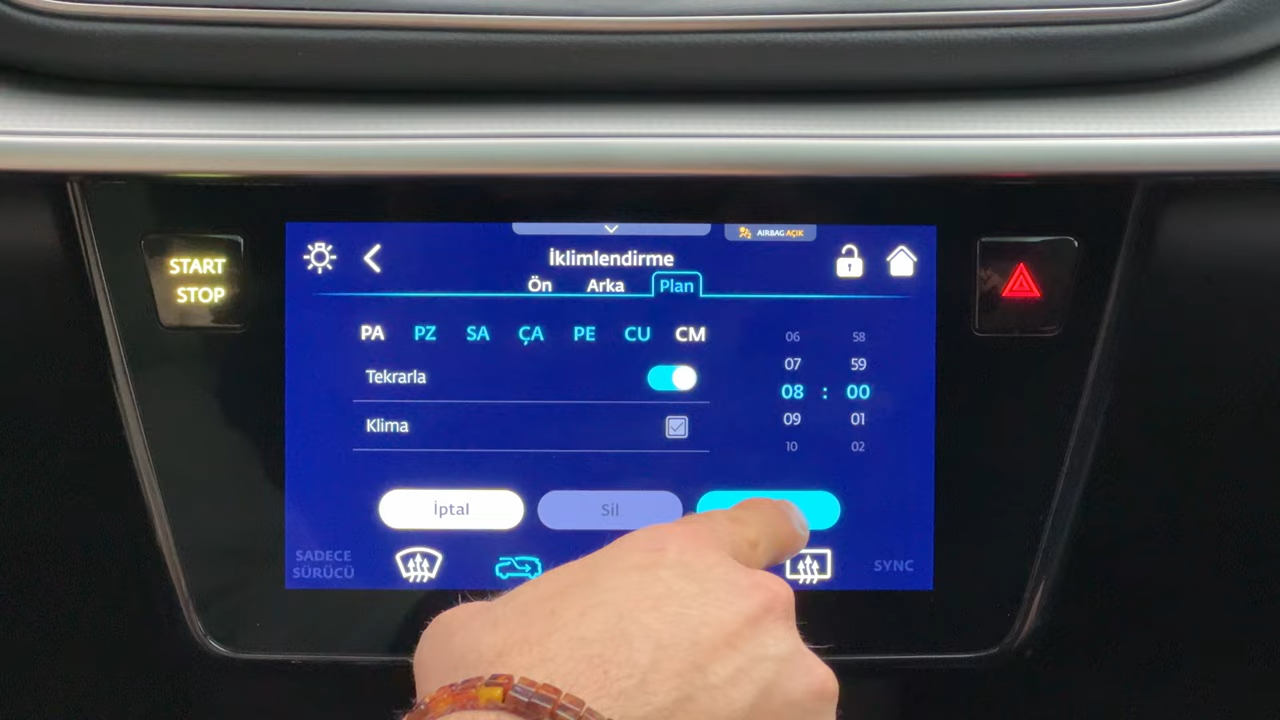 START
STOP
AIRBAG AÇIK
İklimlendirme
Ön Arka Plan
PA PZ SA ÇA PE CU CM
Tekrarla
Klima
06 58
07 59
08 : 00
09 01
10 02
İptal Sil
SADECE
SÜRÜCÜ
SYNC